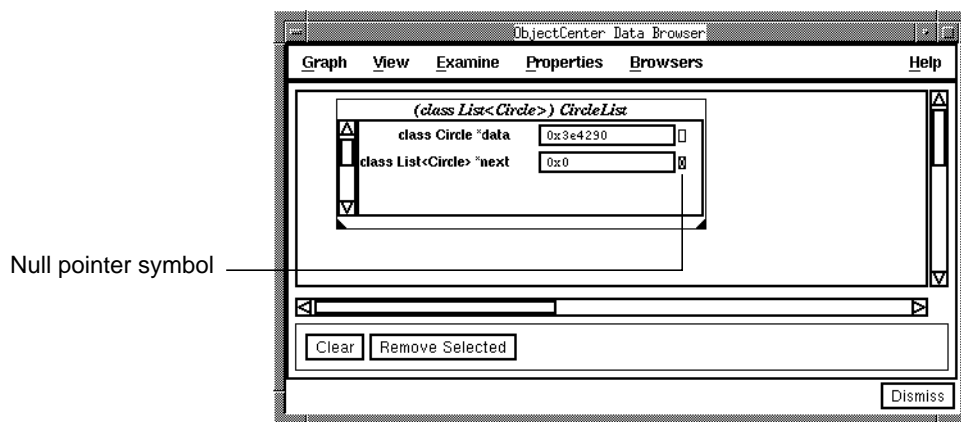 ObjectCenter Data Browser
Graph View Examine Properties Browsers Help
(class List<Circle>) CircleList
class Circle *data 0x3e4290
class List<Circle> *next 0x0
Null pointer symbol
Clear Remove Selected
Dismiss